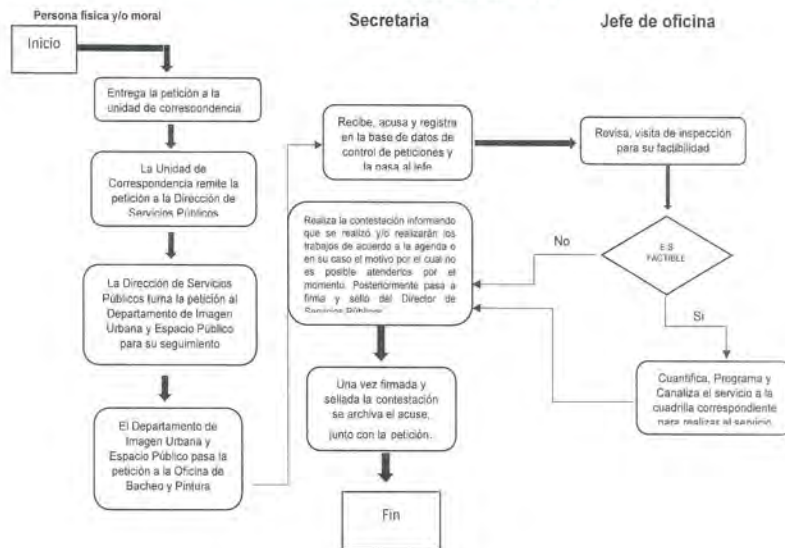 Persona física y/o moral
Secretaria
Jefe de oficina
Inicio
Entrega la petición a la
unidad de correspondencia
La Unidad de
Correspondencia remite la
petición a la Dirección de
Servicios Públicos
La Dirección de Servicios
Públicos turna la petición al
Departamento de Imagen
Urbana y Espacio Público
para su seguimiento
El Departamento de
Imagen Urbana y
Espacio Público pasa la
petición a la Oficina de
Bacheo y Pintura
Recibe, acusa y registra
en la base de datos de
control de peticiones y
la pasa al jefe
Revisa, visita de inspección
para su factibilidad
ES
FACTIBLE
No
Si
Cuantifica, Programa y
Canaliza el servicio a la
cuadrilla correspondiente
para realizar el servicio
Realiza la contestación informando
que se realizó y/o realizarán los
trabajos de acuerdo a la agenda o
en su caso el motivo por el cual no
es posible atenderlos por el
momento. Posteriormente pasa a
firma y sello del Director de
Servicios Públicos
Una vez firmada y
sellada la contestación
se archiva el acuse,
junto con la petición.
Fin